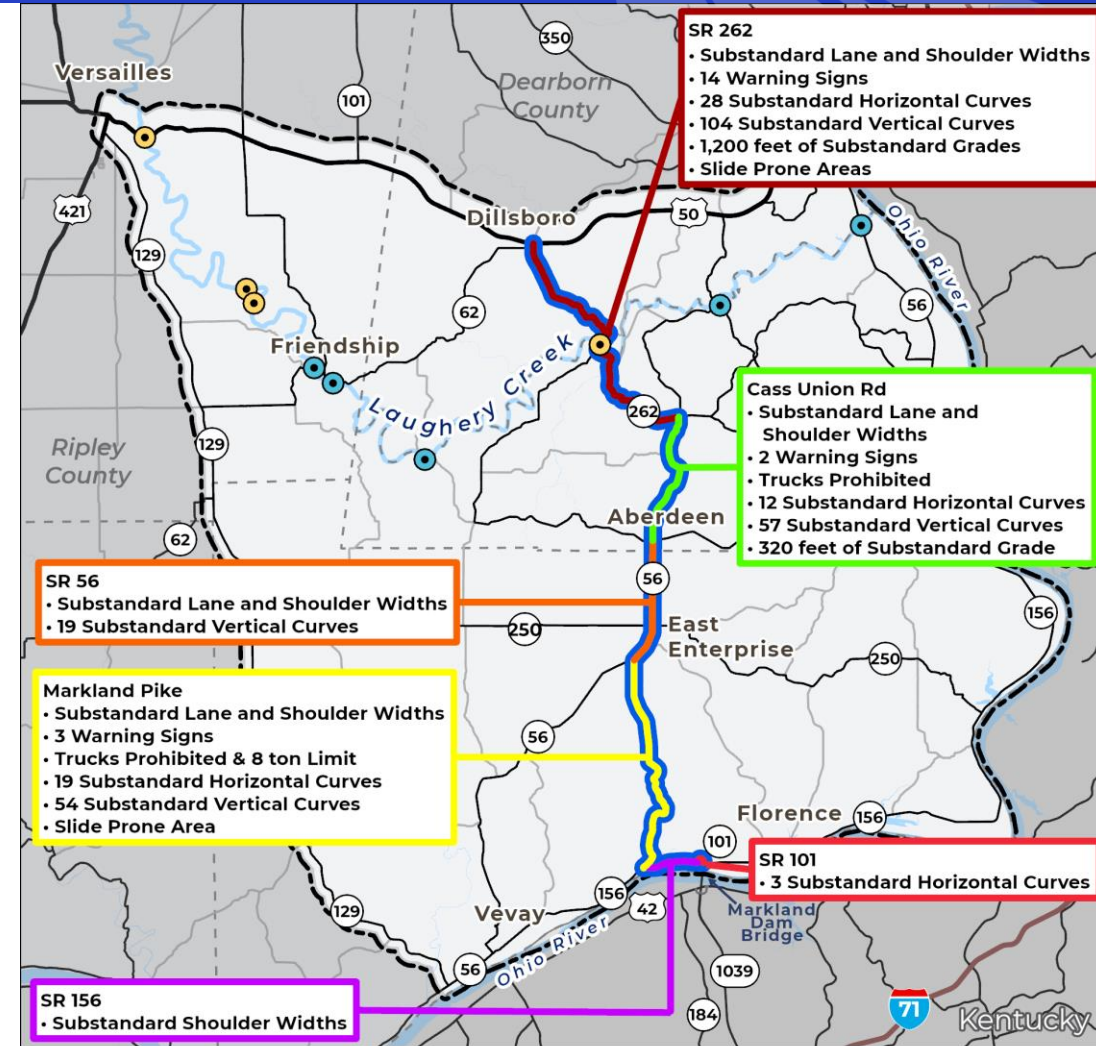 SR 262
• Substandard Lane and Shoulder Widths
• 14 Warning Signs
• 28 Substandard Horizontal Curves
• 104 Substandard Vertical Curves
• 1,200 feet of Substandard Grades
• Slide Prone Areas
350
Versailles
Dearborn
County
101
421
Dillsboro
50
Ohio River
129
56
62
Friendship
Laughery Creek
262
Cass Union Rd
• Substandard Lane and
Shoulder Widths
• 2 Warning Signs
• Trucks Prohibited
• 12 Substandard Horizontal Curves
• 57 Substandard Vertical Curves
• 320 feet of Substandard Grade
Ripley
County
129
62
Aberdeen
SR 56
• Substandard Lane and Shoulder Widths
• 19 Substandard Vertical Curves
56
156
250
East
Enterprise
250
Markland Pike
• Substandard Lane and Shoulder Widths
• 3 Warning Signs
• Trucks Prohibited & 8 ton Limit
• 19 Substandard Horizontal Curves
• 54 Substandard Vertical Curves
• Slide Prone Area
56
Florence
156
101
SR 101
• 3 Substandard Horizontal Curves
156
42
Markland
Dam
Bridge
129
Vevay
56
Ohio River
1039
SR 156
• Substandard Shoulder Widths
184
71
Kentucky